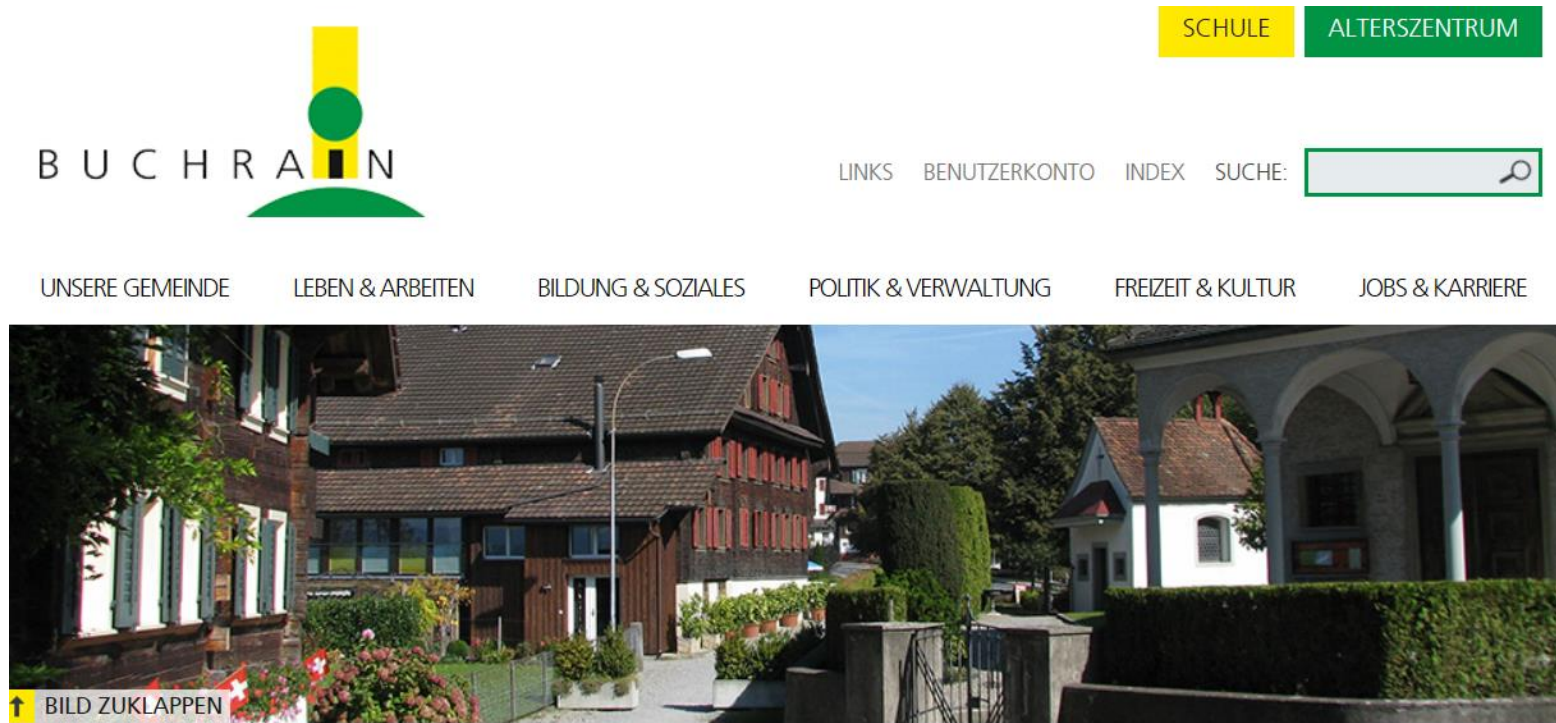 SCHULE ALTERSZENTRUM
BUCHRAIN
LINKS BENUTZERKONTO INDEX SUCHE:
UNSERE GEMEINDE LEBEN & ARBEITEN BILDUNG & SOZIALES POLITIK & VERWALTUNG FREIZEIT & KULTUR JOBS & KARRIERE
BILD ZUKLAPPEN